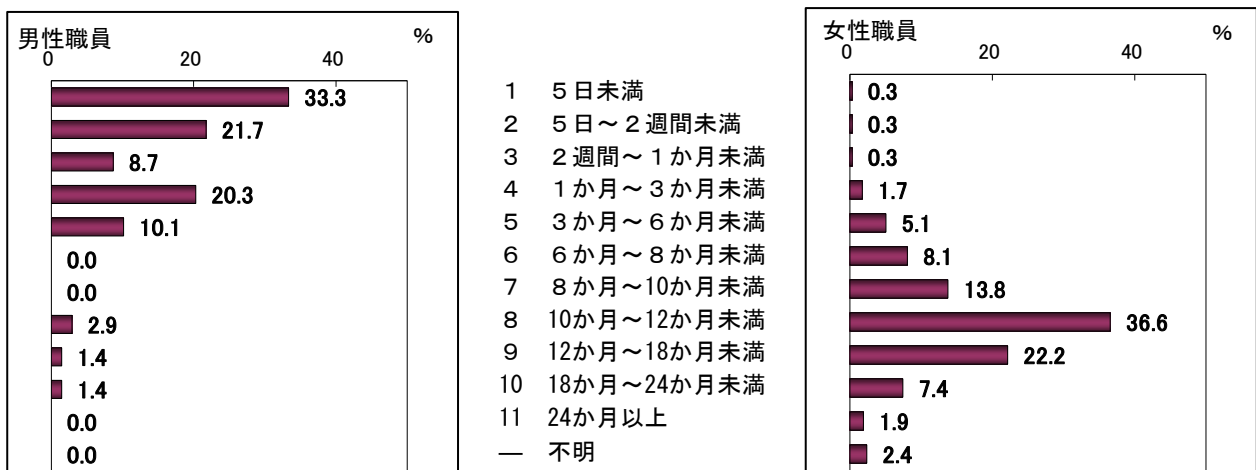 男性職員 %
0 20 40
33.3
21.7
8.7
20.3
10.1
0.0
0.0
2.9
1.4
1.4
0.0
0.0
1 5日未満
2 5日~2週間未満
3 2週間~1か月未満
4 1か月~3か月未満
5 3か月~6か月未満
6 6か月~8か月未満
7 8か月~10か月未満
8 10か月~12か月未満
9 12か月~18か月未満
10 18か月~24か月未満
11 24か月以上
― 不明
女性職員 %
0 20 40
0.3
0.3
0.3
1.7
5.1
8.1
13.8
36.6
22.2
7.4
1.9
2.4